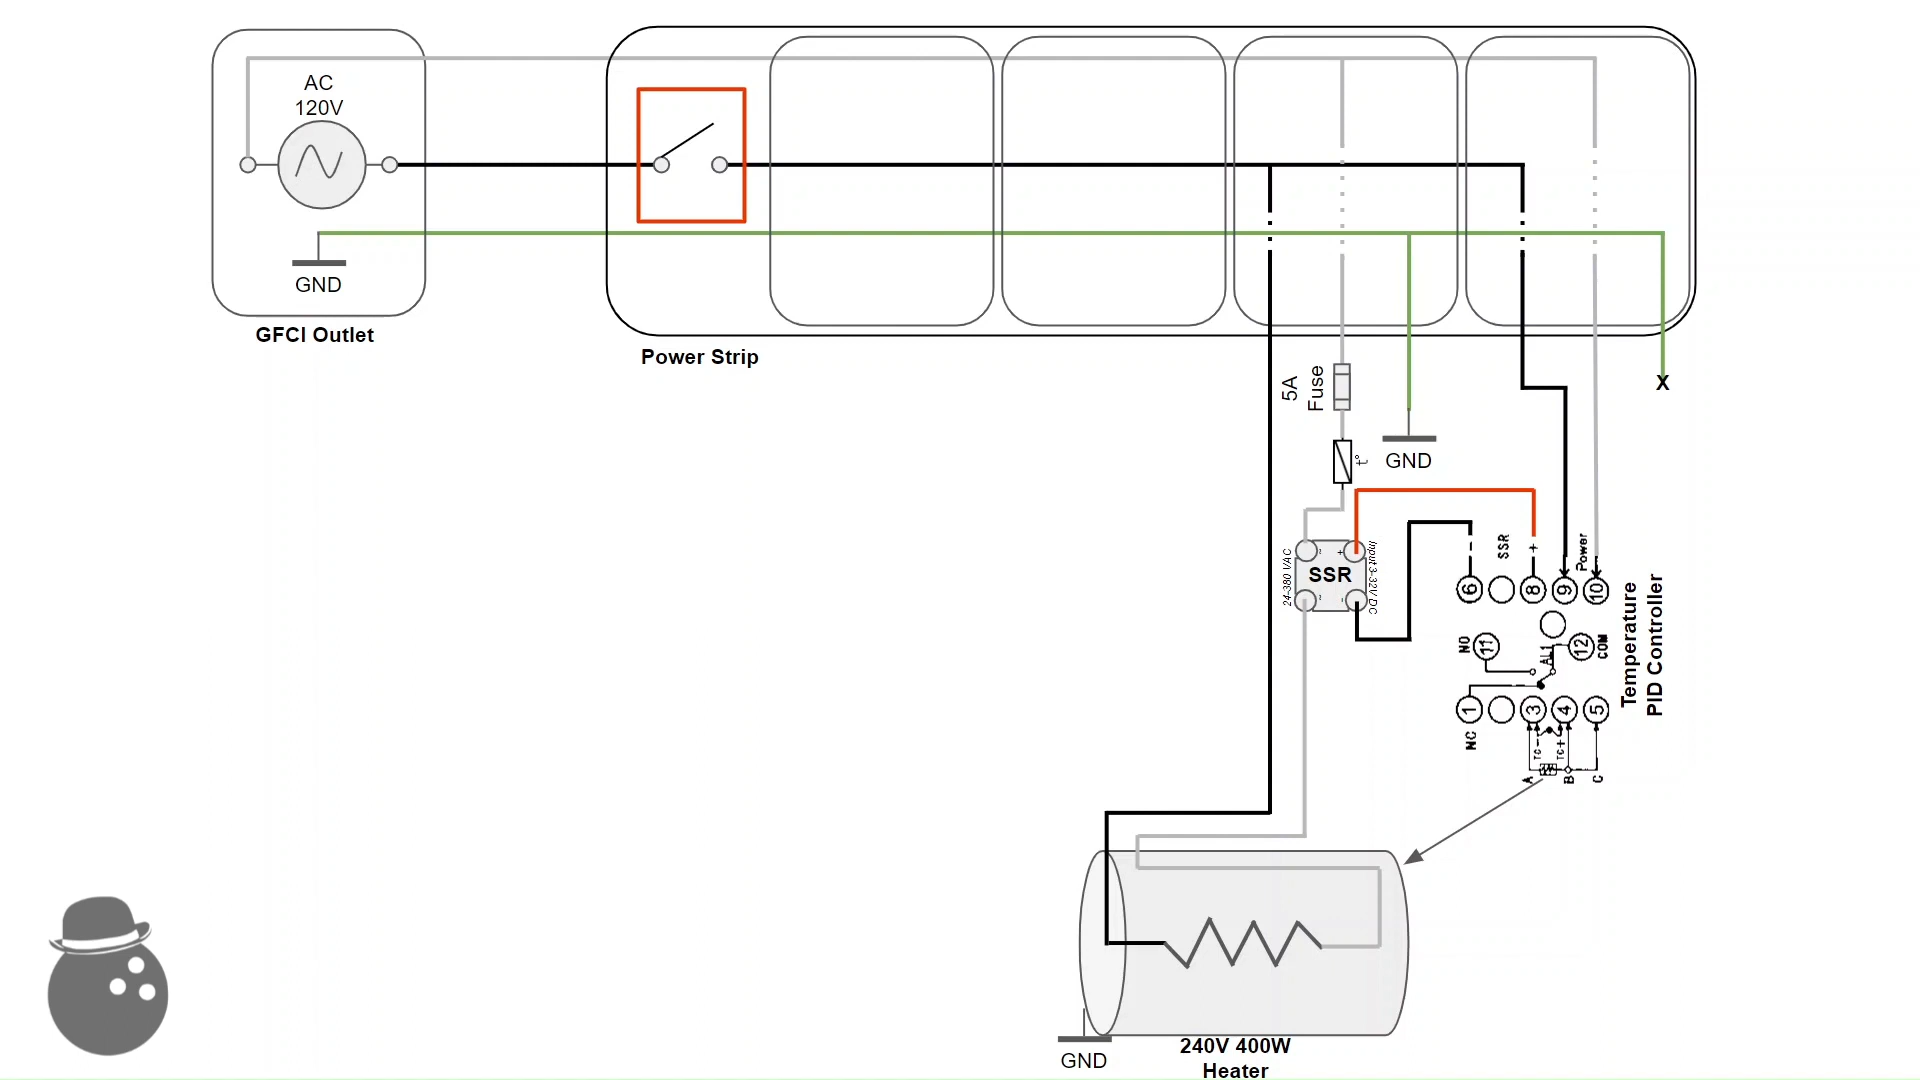 AC
120V
GND
GFCI Outlet
Power Strip
5A
Fuse
t°
GND
X
24-380 VAC
~
+
SSR
Input 3-32V DC
~
-
-
SSR
+
Power
6
8
9
10
NO
11
AL1
12
COM
1
3
4
5
NC
TC-
TC+
A
B
C
Temperature
PID Controller
GND
240V 400W
Heater